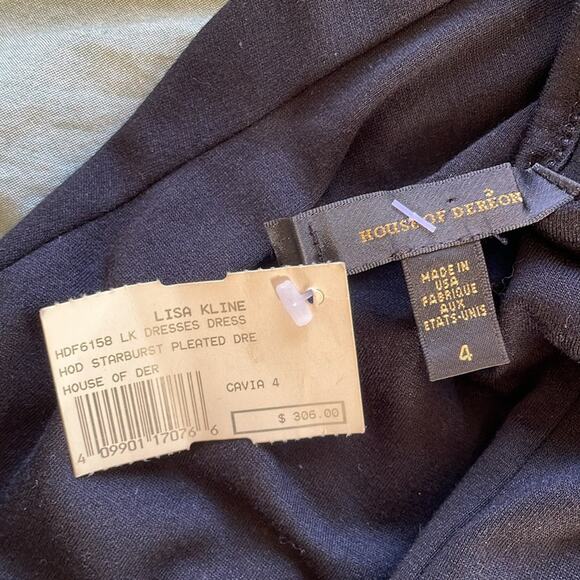 HOUSE OF DERÉON
MADE IN
USA
FABRIQUE
AUX
ETATS-UNIS
4
LISA KLINE
HDF6158 LK DRESSES DRESS
HOD STARBURST PLEATED DRE
HOUSE OF DER
CAVIA 4
$ 306.00
4 09901 17076 6